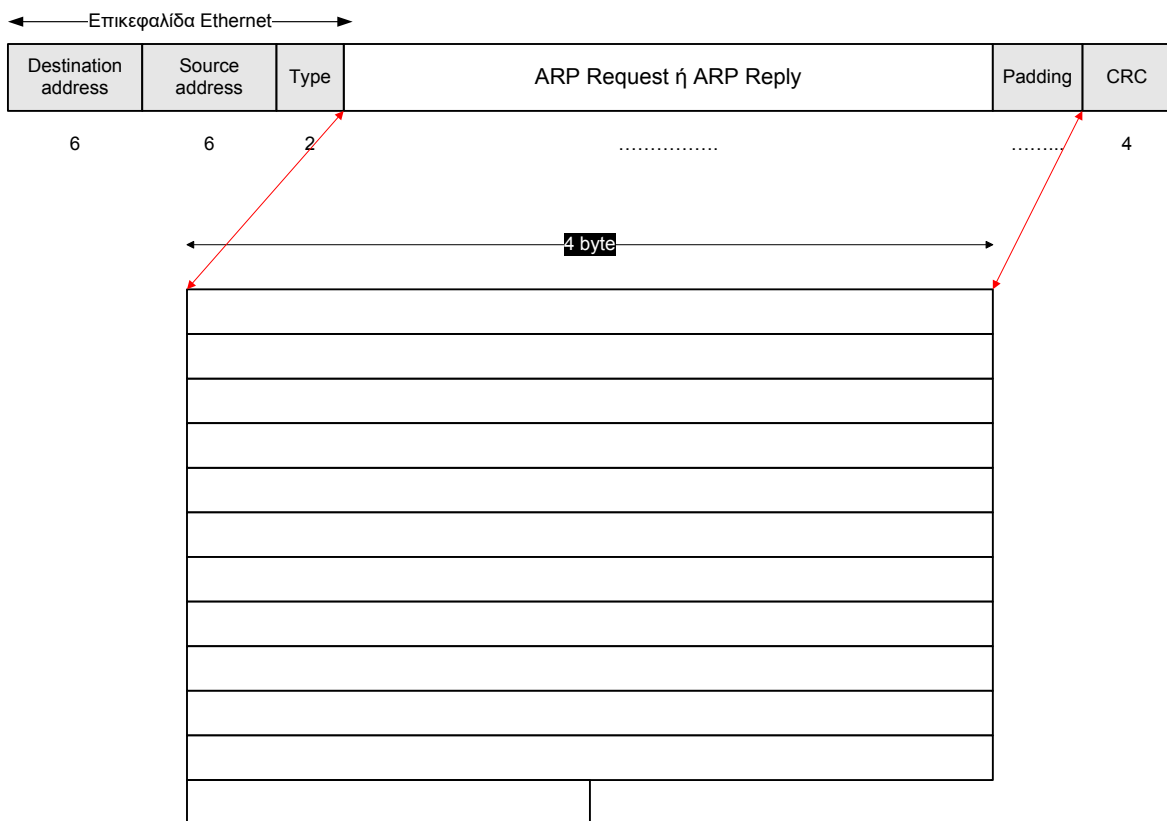 Επικεφαλίδα Ethernet
Destination address
Source address
Type
ARP Request ή ARP Reply
Padding
CRC
6
6
2
................
.........
4
4 byte